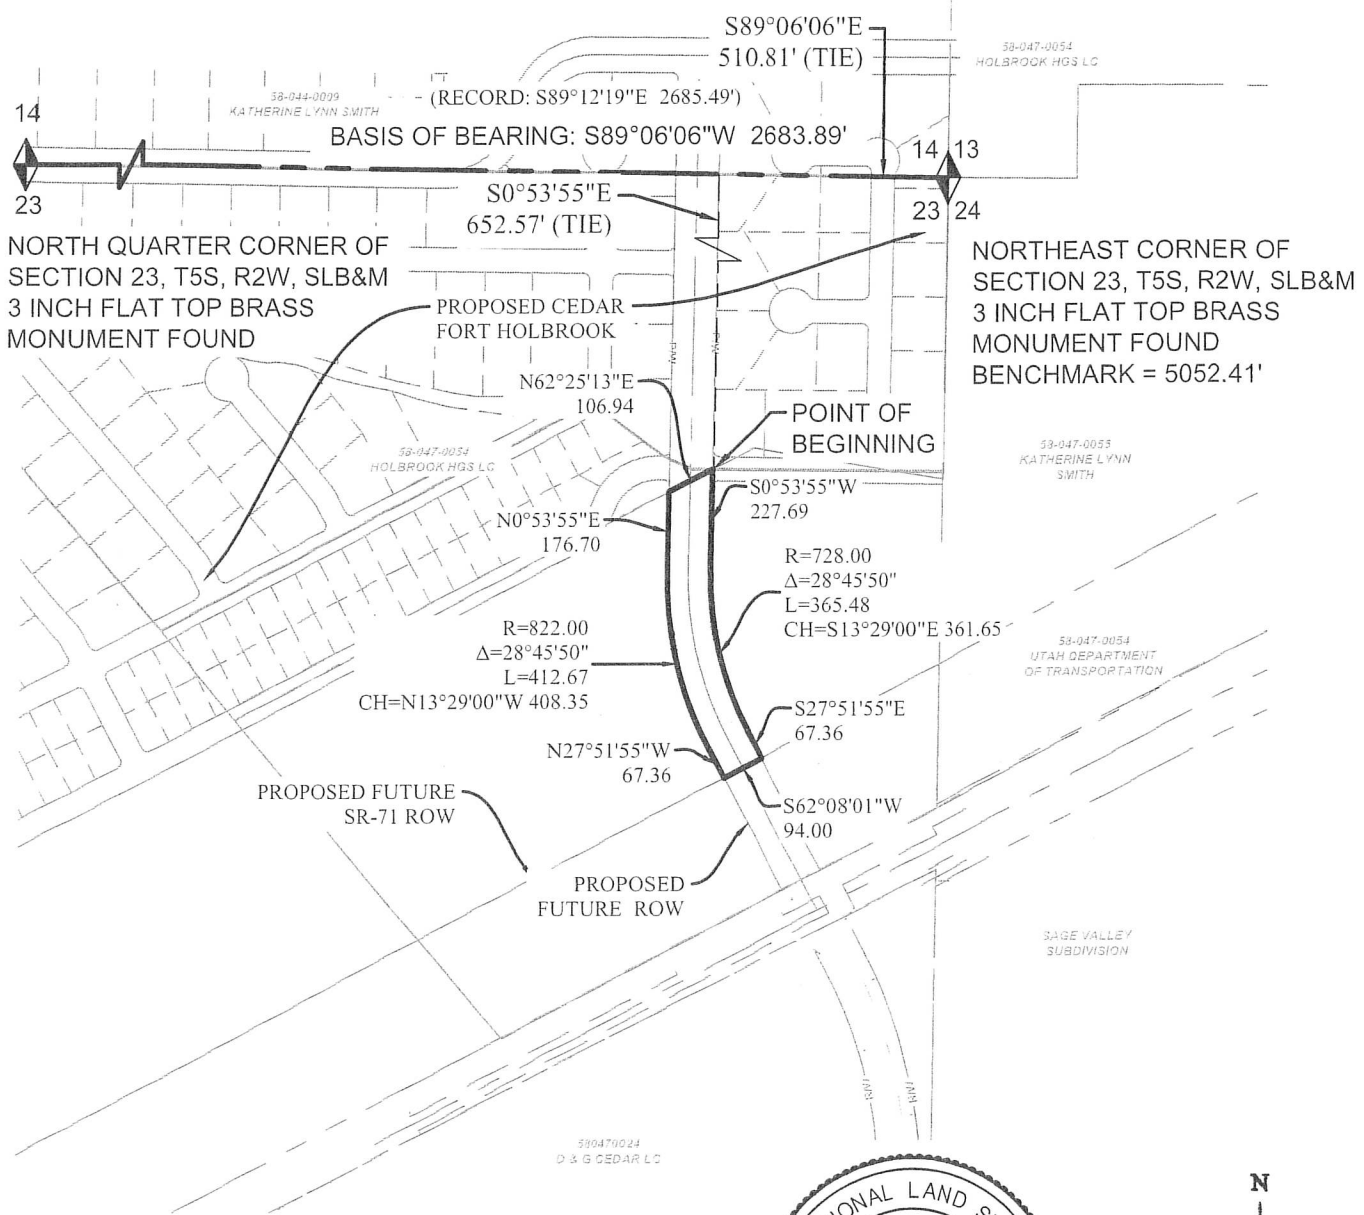 S89°06'06"E
510.81' (TIE)
58-047-0054
HOLBROOK HGS LC
58-044-0009
KATHERINE LYNN SMITH
(RECORD: S89°12'19"E 2685.49')
14
BASIS OF BEARING: S89°06'06"W 2683.89'
14 13
23
S0°53'55"E
652.57' (TIE)
23 24
NORTH QUARTER CORNER OF
SECTION 23, T5S, R2W, SLB&M
3 INCH FLAT TOP BRASS
MONUMENT FOUND
NORTHEAST CORNER OF
SECTION 23, T5S, R2W, SLB&M
3 INCH FLAT TOP BRASS
MONUMENT FOUND
BENCHMARK = 5052.41'
PROPOSED CEDAR
FORT HOLBROOK
N62°25'13"E
106.94
POINT OF
BEGINNING
58-047-0054
HOLBROOK HGS LC
58-047-0055
KATHERINE LYNN
SMITH
S0°53'55"W
227.69
N0°53'55"E
176.70
R=728.00
Δ=28°45'50"
L=365.48
CH=S13°29'00"E 361.65
R=822.00
Δ=28°45'50"
L=412.67
CH=N13°29'00"W 408.35
58-047-0054
UTAH DEPARTMENT
OF TRANSPORTATION
S27°51'55"E
67.36
N27°51'55"W
67.36
PROPOSED FUTURE
SR-71 ROW
S62°08'01"W
94.00
PROPOSED
FUTURE ROW
SAGE VALLEY
SUBDIVISION
R/W
R/W
580470024
D & G CEDAR LC
LAND
N